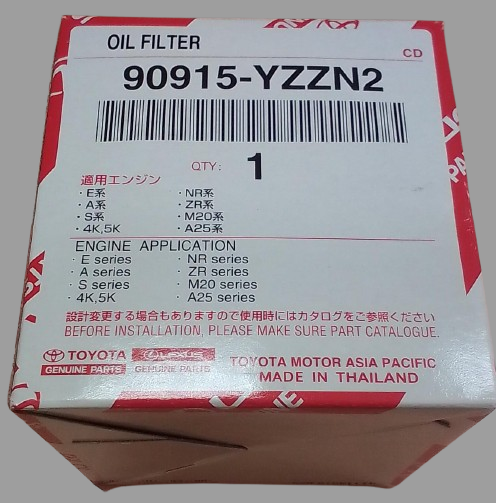 OIL FILTER
CD
90915-YZZN2
QTY: 1
適用エンジン
・E系 ・NR系
・A系 ・ZR系
・S系 ・M20系
・4K,5K ・A25系
ENGINE APPLICATION
・E series ・NR series
・A series ・ZR series
・S series ・M20 series
・4K,5K ・A25 series
設計変更する場合もありますので使用時にはカタログをご参照ください
BEFORE INSTALLATION, PLEASE MAKE SURE PART CATALOGUE.
TOYOTA LEXUS TOYOTA MOTOR ASIA PACIFIC
GENUINE PARTS GENUINE PARTS MADE IN THAILAND